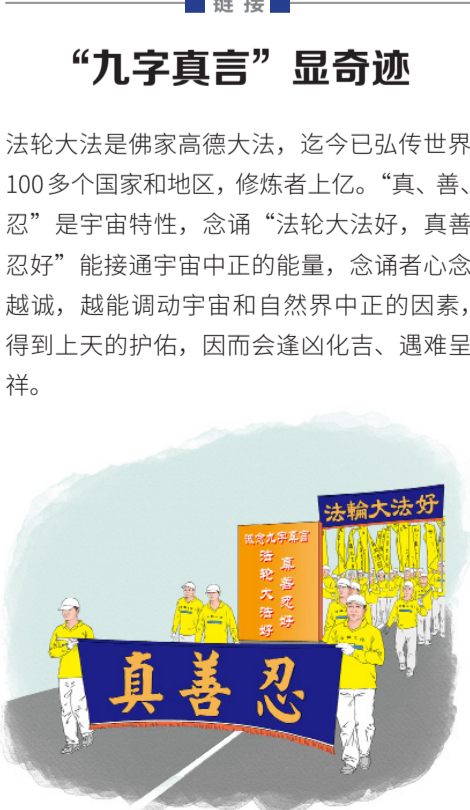 链接
“九字真言”显奇迹
法轮大法是佛家高德大法，迄今已弘传世界
100多个国家和地区，修炼者上亿。“真、善、
忍”是宇宙特性，念诵“法轮大法好，真善
忍好”能接通宇宙中正的能量，念诵者心念
越诚，越能调动宇宙和自然界中正的因素，
得到上天的护佑，因而会逢凶化吉、遇难呈
祥。
法輪大法好
诚念九字真言
法轮大法好
真善忍好
真善忍